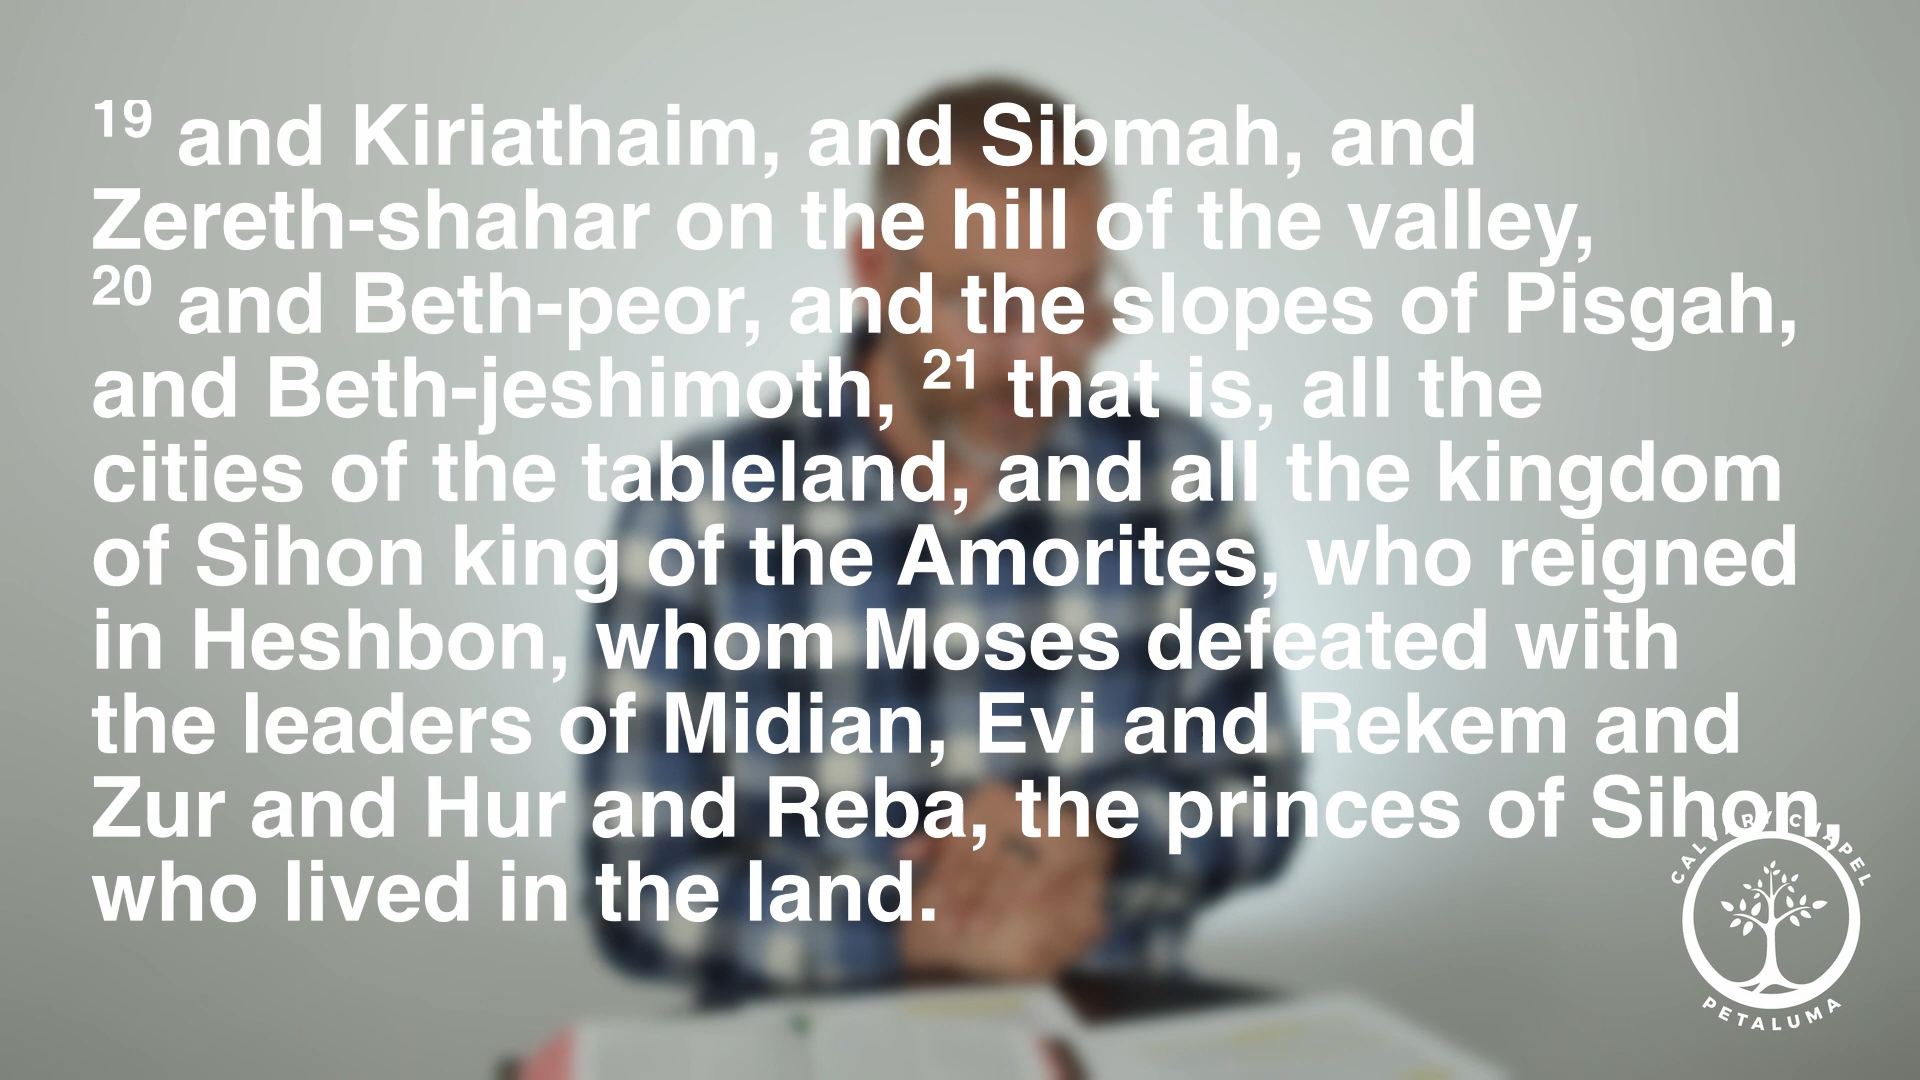 19 and Kiriathaim, and Sibmah, and
Zereth-shahar on the hill of the valley,
20 and Beth-peor, and the slopes of Pisgah,
and Beth-jeshimoth, 21 that is, all the
cities of the tableland, and all the kingdom
of Sihon king of the Amorites, who reigned
in Heshbon, whom Moses defeated with
the leaders of Midian, Evi and Rekem and
Zur and Hur and Reba, the princes of Sihon,
who lived in the land.
CALVARY CHAPEL
PETALUMA